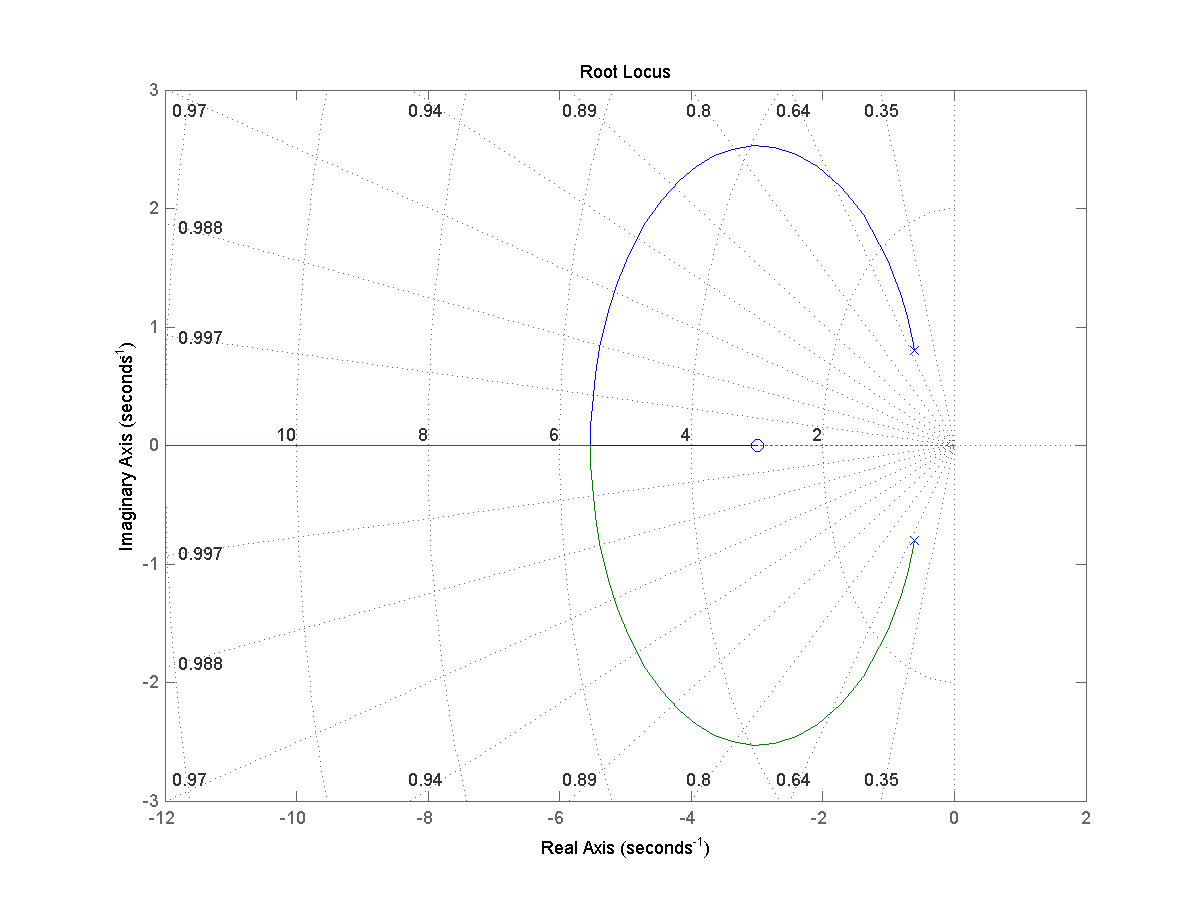 Root Locus
3
0.97 0.94 0.89 0.8 0.64 0.35
2
0.988
1
0.997
0
10 8 6 4 2
-1
0.997
0.988
-2
0.97 0.94 0.89 0.8 0.64 0.35
-3
-12 -10 -8 -6 -4 -2 0 2
Real Axis (seconds⁻¹)
Imaginary Axis (seconds⁻¹)